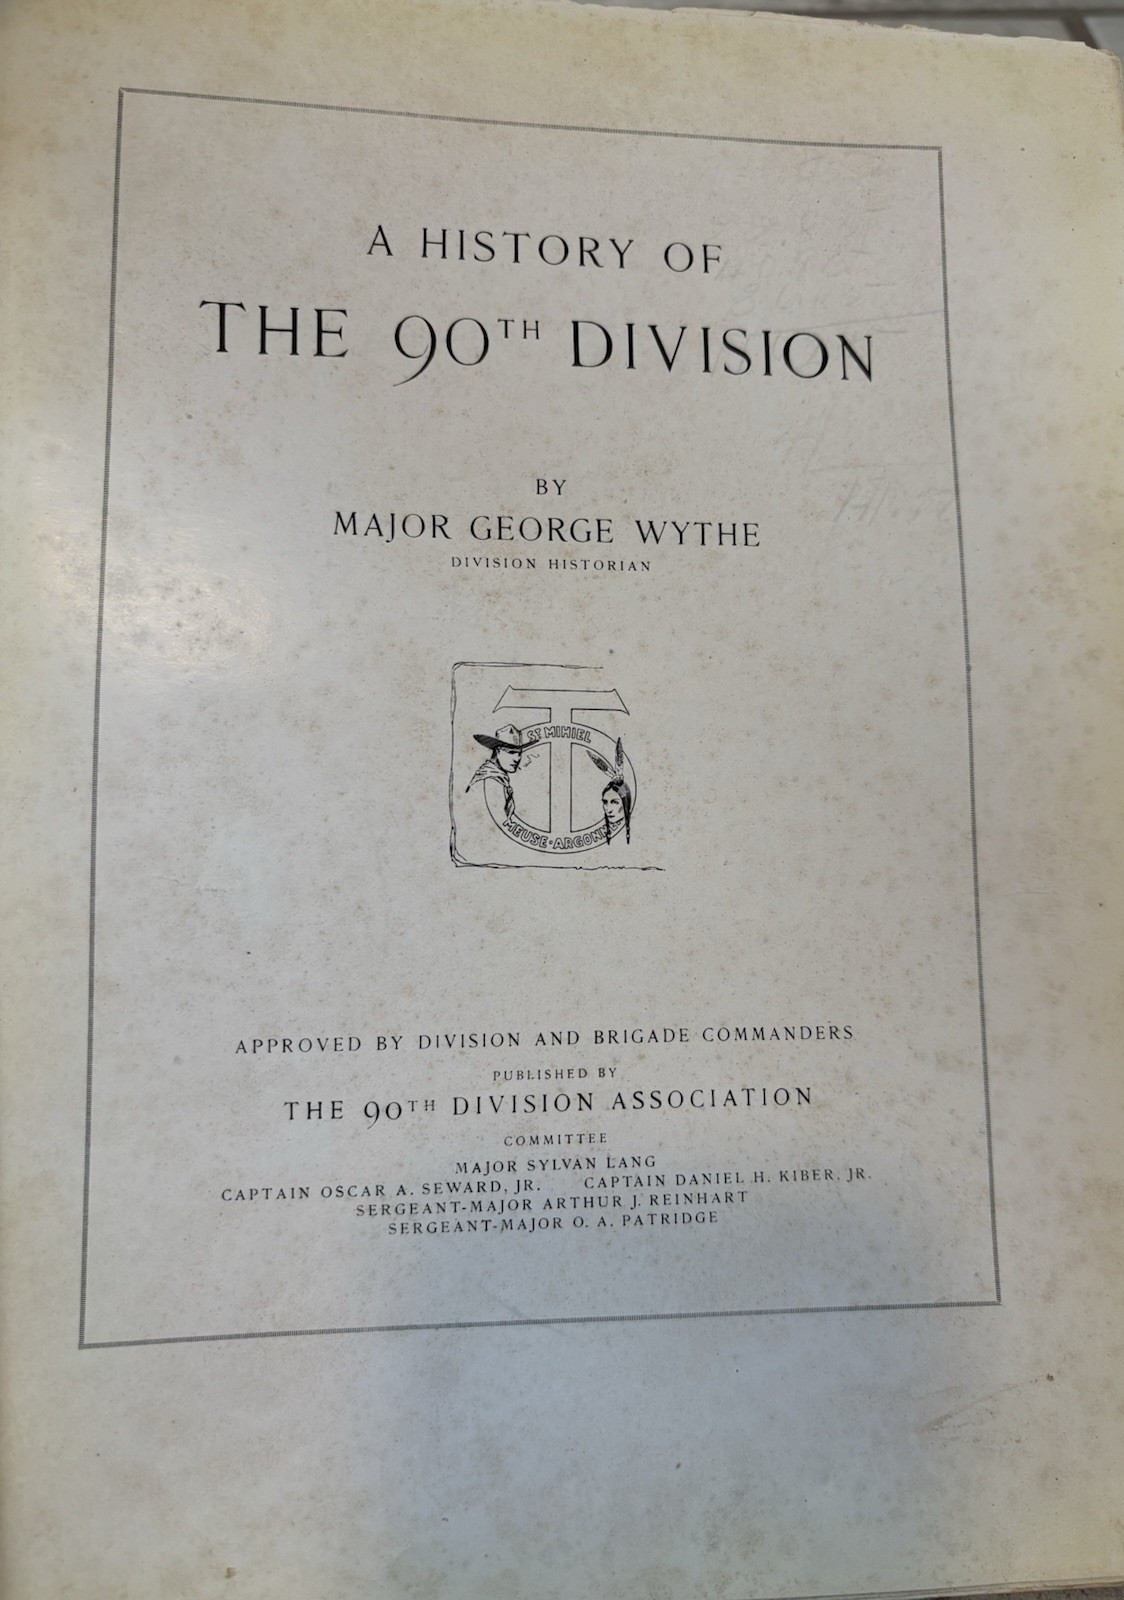 A HISTORY OF
THE 90TH DIVISION
BY
MAJOR GEORGE WYTHE
DIVISION HISTORIAN
ST MIHIEL
MEUSE · ARGONNE
APPROVED BY DIVISION AND BRIGADE COMMANDERS
PUBLISHED BY
THE 90TH DIVISION ASSOCIATION
COMMITTEE
MAJOR SYLVAN LANG
CAPTAIN OSCAR A. SEWARD, JR. CAPTAIN DANIEL H. KIBER, JR.
SERGEANT-MAJOR ARTHUR J. REINHART
SERGEANT-MAJOR O. A. PATRIDGE